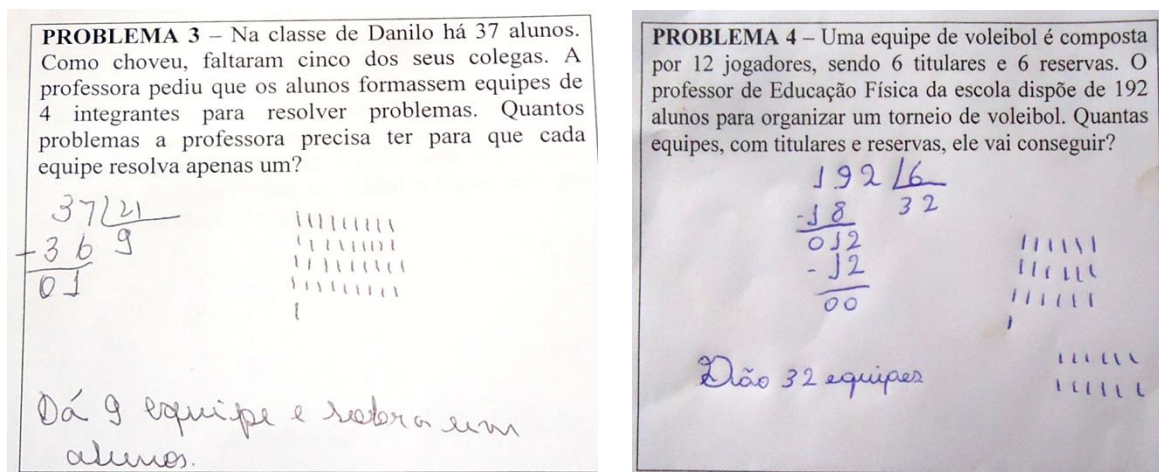 PROBLEMA 3 – Na classe de Danilo há 37 alunos.
Como choveu, faltaram cinco dos seus colegas. A
professora pediu que os alunos formassem equipes de
4 integrantes para resolver problemas. Quantos
problemas a professora precisa ter para que cada
equipe resolva apenas um?
37
- 36 9
01
Dá 9 equipe e sobra um
alunos.
PROBLEMA 4 – Uma equipe de voleibol é composta
por 12 jogadores, sendo 6 titulares e 6 reservas. O
professor de Educação Física da escola dispõe de 192
alunos para organizar um torneio de voleibol. Quantas
equipes, com titulares e reservas, ele vai conseguir?
192 6
-18 32
012
- 12
00
Dão 32 equipes